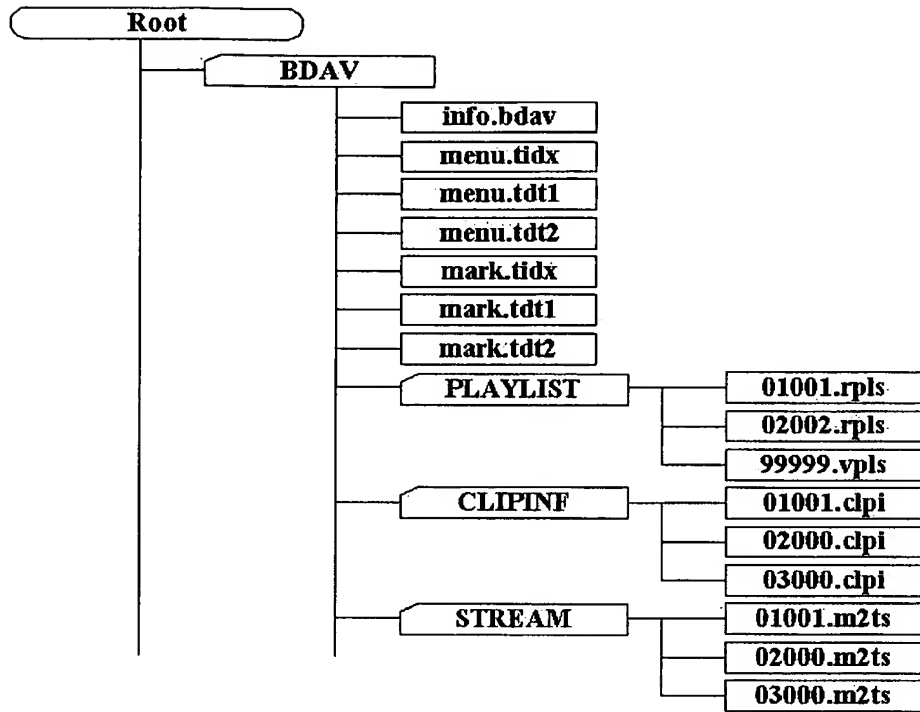 Root
BDAV
info.bdav
menu.tidx
menu.tdt1
menu.tdt2
mark.tidx
mark.tdt1
mark.tdt2
PLAYLIST
01001.rpls
02002.rpls
99999.vpls
CLIPINF
01001.clpi
02000.clpi
03000.clpi
STREAM
01001.m2ts
02000.m2ts
03000.m2ts